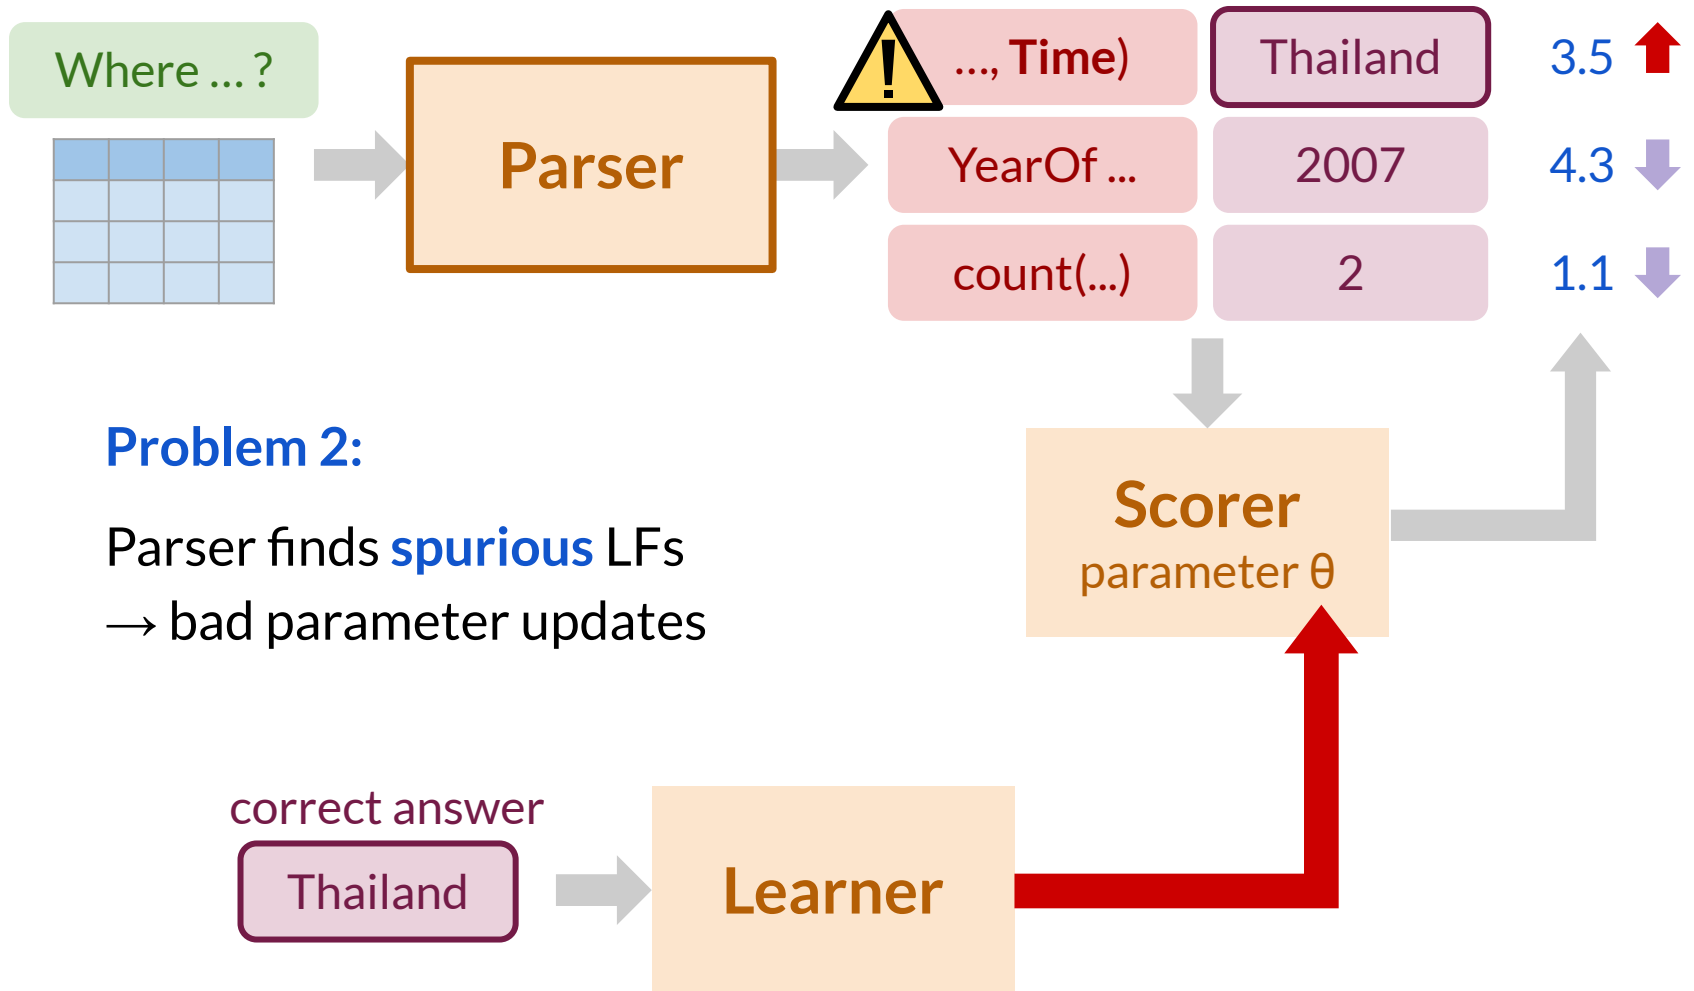 Where ... ?
Parser
!
..., Time)
Thailand
3.5
YearOf ...
2007
4.3
count(...)
2
1.1
Problem 2:
Parser finds spurious LFs
→ bad parameter updates
Scorer
parameter θ
correct answer
Thailand
Learner